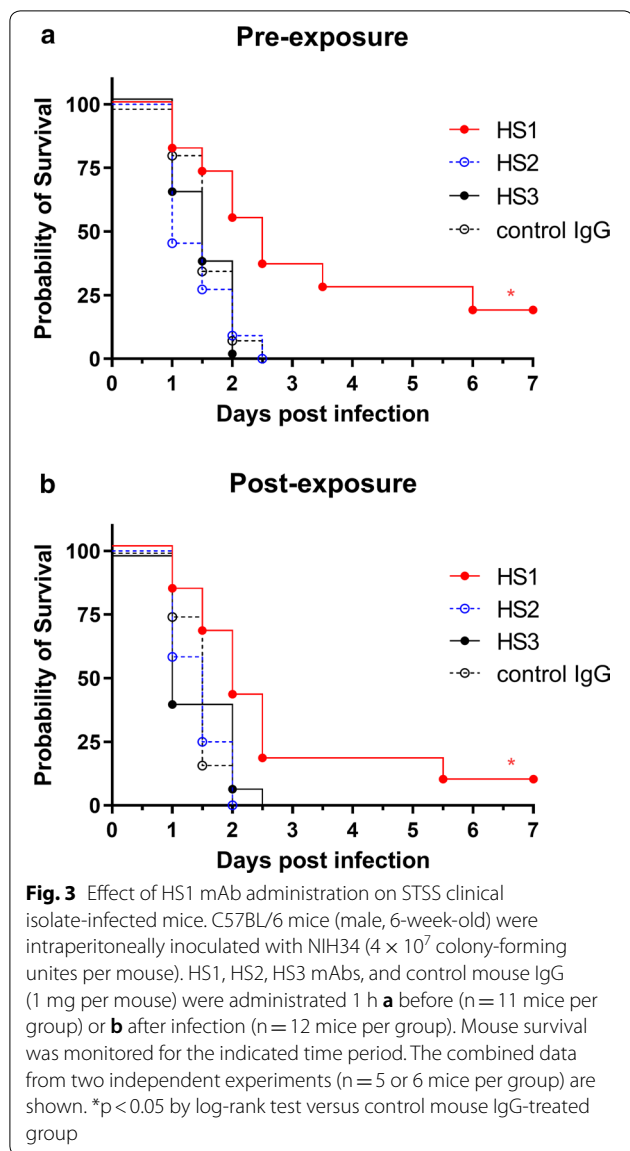 a
Pre-exposure
Probability of Survival
100
75
50
25
0
HS1
HS2
HS3
control IgG
*
0 1 2 3 4 5 6 7
Days post infection
b
Post-exposure
Probability of Survival
100
75
50
25
0
HS1
HS2
HS3
control IgG
*
0 1 2 3 4 5 6 7
Days post infection
Fig. 3 Effect of HS1 mAb administration on STSS clinical
isolate-infected mice. C57BL/6 mice (male, 6-week-old) were
intraperitoneally inoculated with NIH34 (4 × 10⁷ colony-forming
unites per mouse). HS1, HS2, HS3 mAbs, and control mouse IgG
(1 mg per mouse) were administrated 1 h a before (n = 11 mice per
group) or b after infection (n = 12 mice per group). Mouse survival
was monitored for the indicated time period. The combined data
from two independent experiments (n = 5 or 6 mice per group) are
shown. *p < 0.05 by log-rank test versus control mouse IgG-treated
group